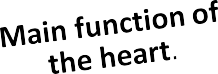 Main function of
the heart.